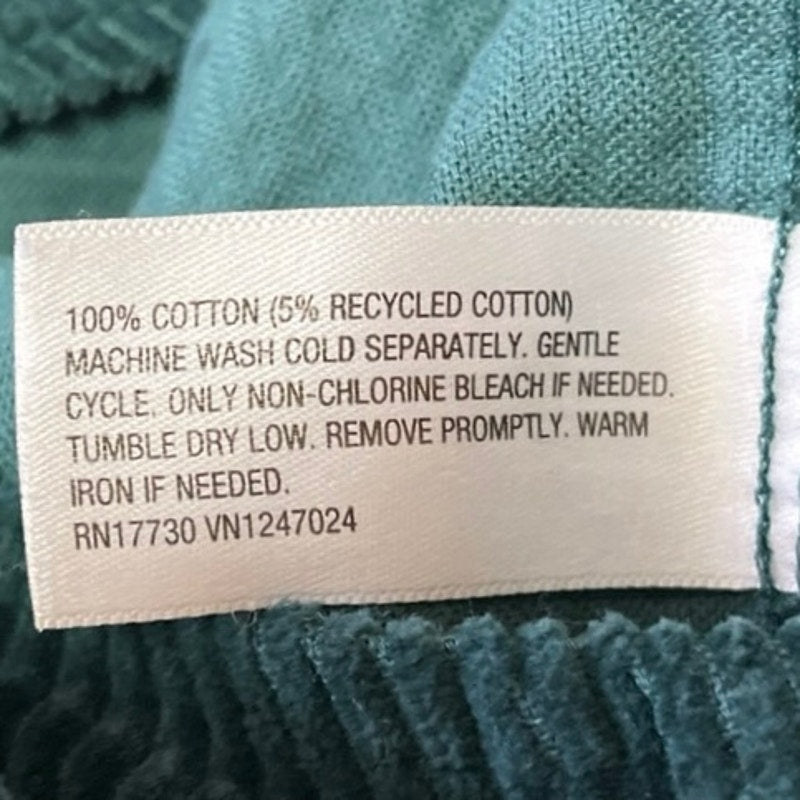 100% COTTON (5% RECYCLED COTTON)
MACHINE WASH COLD SEPARATELY. GENTLE
CYCLE. ONLY NON-CHLORINE BLEACH IF NEEDED.
TUMBLE DRY LOW. REMOVE PROMPTLY. WARM
IRON IF NEEDED.
RN17730 VN1247024